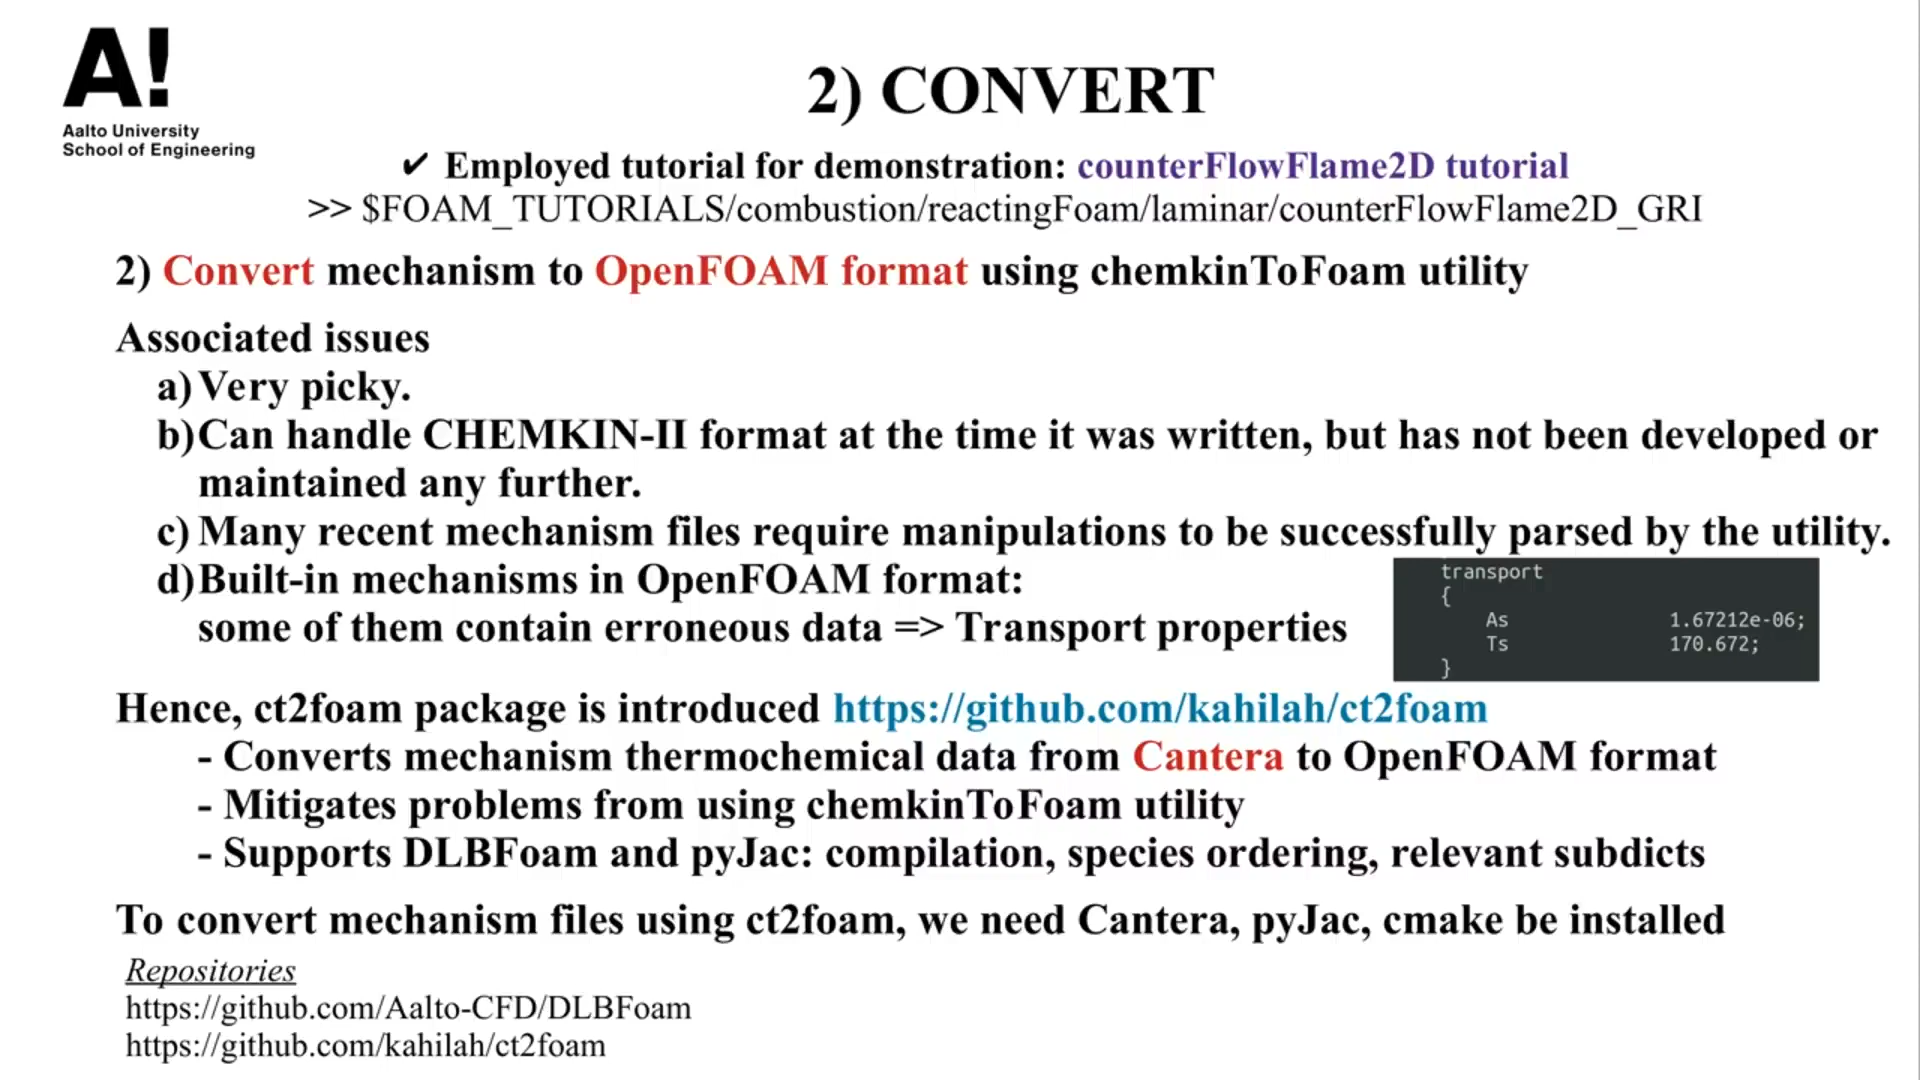 A!
Aalto University
School of Engineering
2) CONVERT
✔ Employed tutorial for demonstration: counterFlowFlame2D tutorial
>> $FOAM_TUTORIALS/combustion/reactingFoam/laminar/counterFlowFlame2D_GRI
2) Convert mechanism to OpenFOAM format using chemkinToFoam utility
Associated issues
a) Very picky.
b) Can handle CHEMKIN-II format at the time it was written, but has not been developed or
maintained any further.
c) Many recent mechanism files require manipulations to be successfully parsed by the utility.
d) Built-in mechanisms in OpenFOAM format:
some of them contain erroneous data => Transport properties
transport
{
As 1.67212e-06;
Ts 170.672;
}
Hence, ct2foam package is introduced https://github.com/kahilah/ct2foam
- Converts mechanism thermochemical data from Cantera to OpenFOAM format
- Mitigates problems from using chemkinToFoam utility
- Supports DLBFoam and pyJac: compilation, species ordering, relevant subdicts
To convert mechanism files using ct2foam, we need Cantera, pyJac, cmake be installed
Repositories
https://github.com/Aalto-CFD/DLBFoam
https://github.com/kahilah/ct2foam